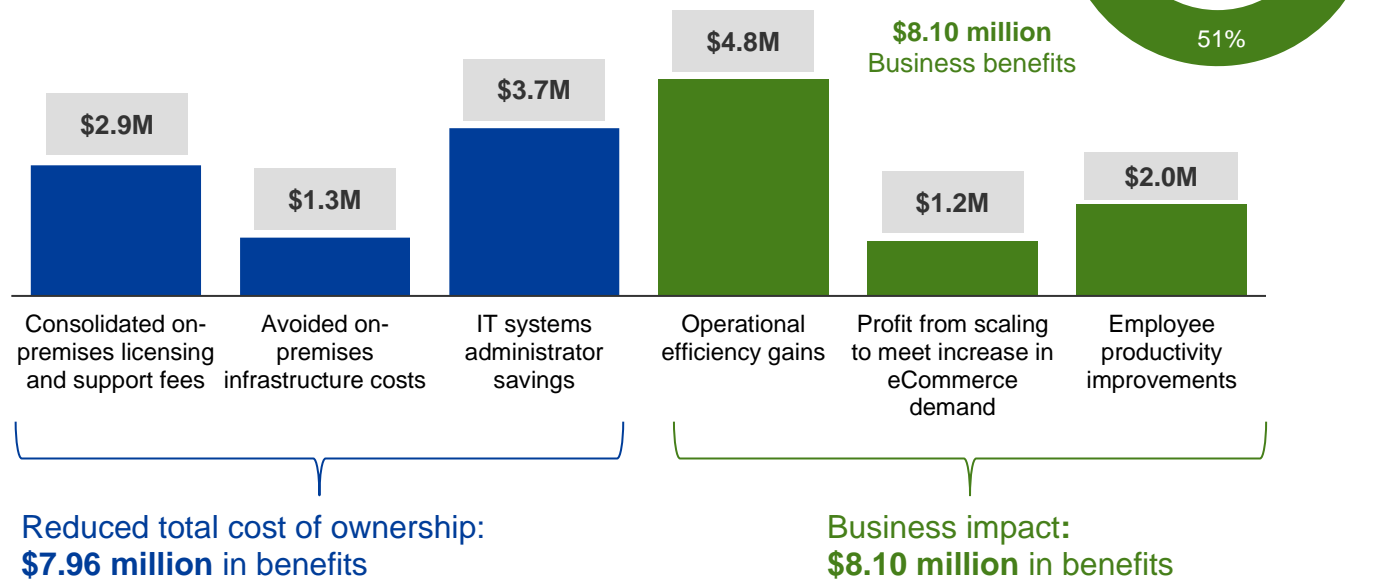 $4.8M
$8.10 million
Business benefits
51%
$3.7M
$2.9M
$1.3M
$1.2M
$2.0M
Consolidated on-
premises licensing
and support fees
Avoided on-
premises
infrastructure costs
IT systems
administrator
savings
Operational
efficiency gains
Profit from scaling
to meet increase in
eCommerce
demand
Employee
productivity
improvements
Reduced total cost of ownership:
$7.96 million in benefits
Business impact:
$8.10 million in benefits